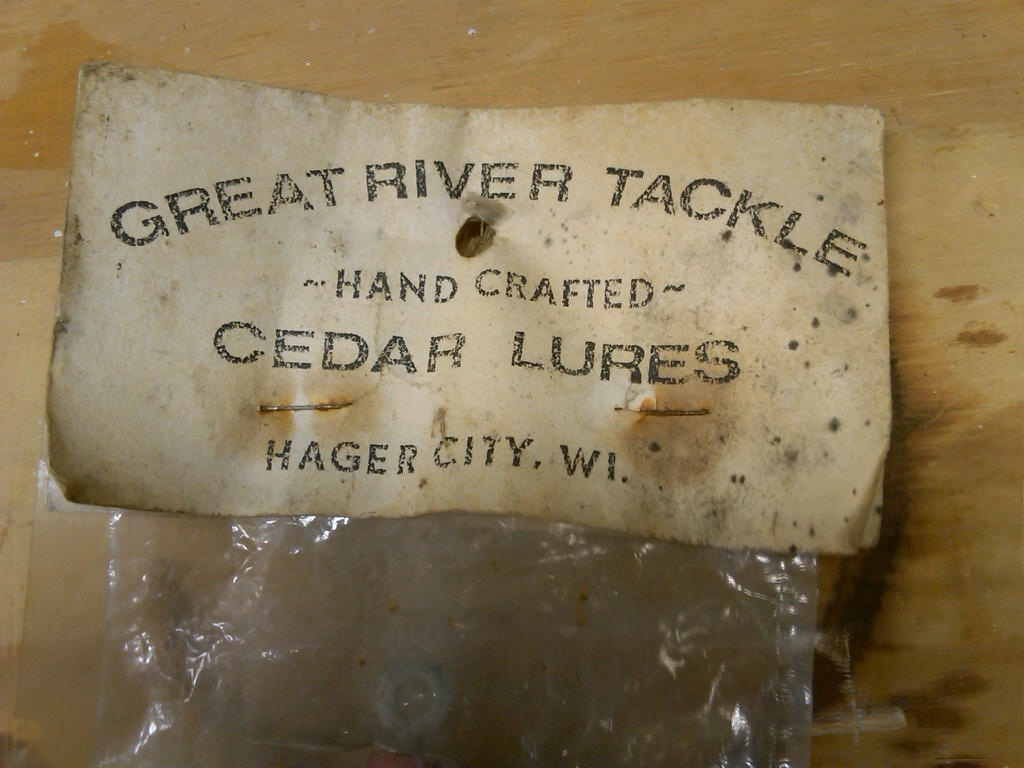 GREAT RIVER TACKLE
~HAND CRAFTED~
CEDAR LURES
HAGER CITY, WI.